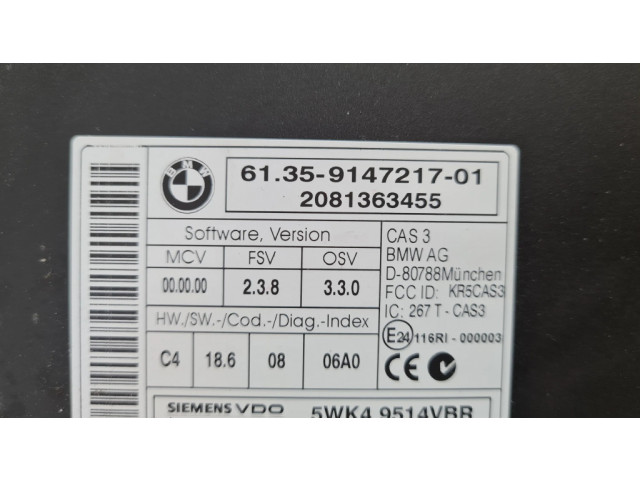 BMW
61.35-9147217-01
2081363455
Software, Version
MCV FSV OSV
00.00.00 2.3.8 3.3.0
HW./SW.-/Cod.-/Diag.-Index
C4 18.6 08 06A0
CAS 3
BMW AG
D-80788München
FCC ID: KR5CAS3
IC: 267 T - CAS3
E24 116RI - 000003
CE
SIEMENS VDO 5WK4 9514VBR